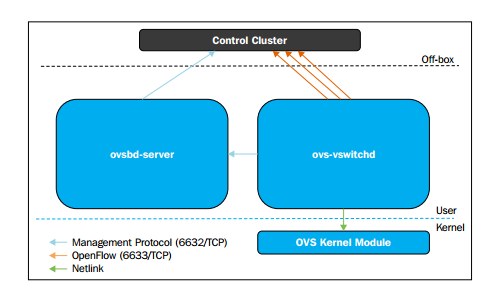 Control Cluster
Off-box
ovsbd-server
ovs-vswitchd
User
Kernel
OVS Kernel Module
Management Protocol (6632/TCP)
OpenFlow (6633/TCP)
Netlink